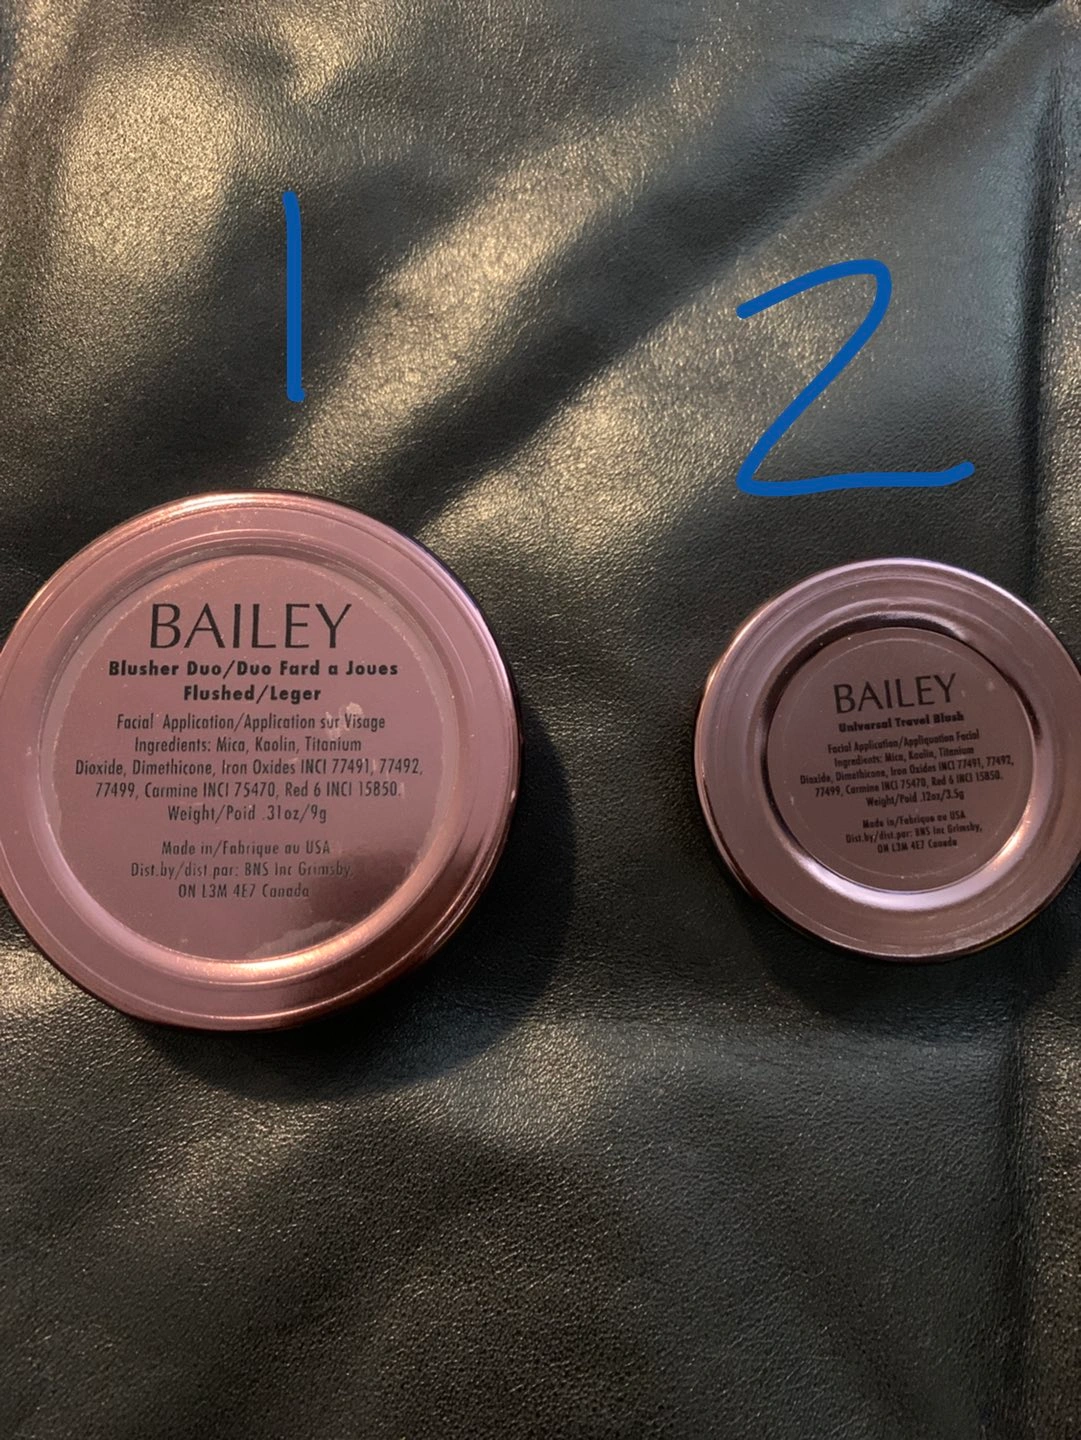 1
2
BAILEY
Blusher Duo/Duo Fard a Joues
Flushed/Leger
Facial Application/Application sur Visage
Ingredients: Mica, Kaolin, Titanium
Dioxide, Dimethicone, Iron Oxides INCI 77491, 77492,
77499, Carmine INCI 75470, Red 6 INCI 15850.
Weight/Poid .31oz/9g
Made in/Fabrique au USA
Dist.by/dist par: BNS Inc Grimsby,
ON L3M 4E7 Canada
BAILEY
Universal Travel Blush
Facial Application/Appliquation Facial
Ingredients: Mica, Kaolin, Titanium
Dioxide, Dimethicone, Iron Oxides INCI 77491, 77492,
77499, Carmine INCI 75470, Red 6 INCI 15850.
Weight/Poid .12oz/3.5g
Made in/Fabrique au USA
Dist.by/dist.par: BNS Inc Grimsby,
ON L3M 4E7 Canada